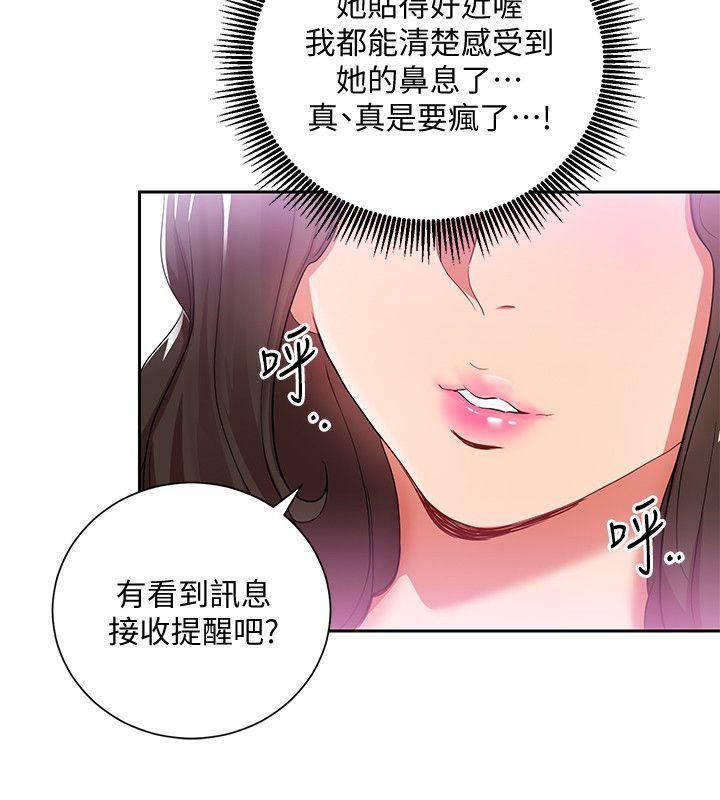 她貼得好近喔
我都能清楚感受到
她的鼻息了…
真、真是要瘋了…!
呼..
呼..
有看到訊息
接收提醒吧?